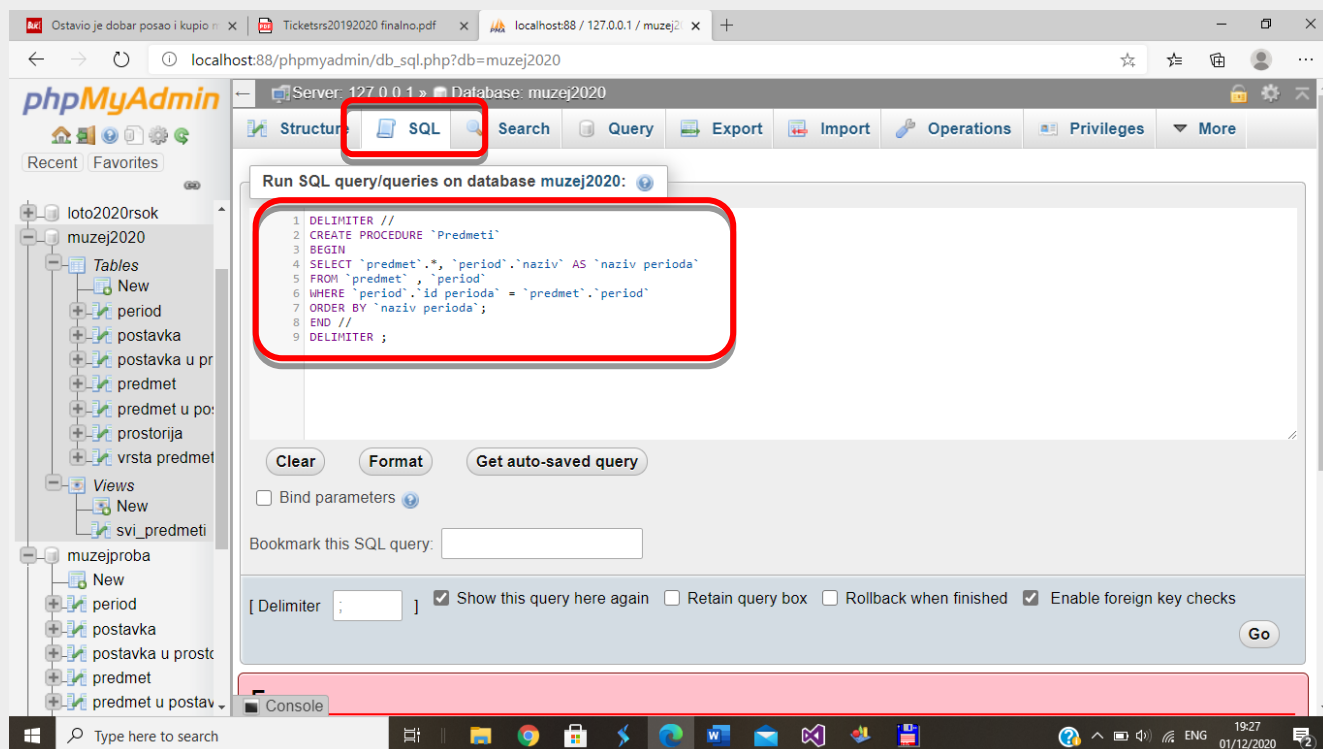 Ostavio je dobar posao i kupio
Ticketsrs20192020 finalno.pdf
localhost:88 / 127.0.0.1 / muzej2
localhost:88/phpmyadmin/db_sql.php?db=muzej2020
phpMyAdmin
Recent Favorites
loto2020rsok
muzej2020
Tables
New
period
postavka
postavka u pr
predmet
predmet u pos
prostorija
vrsta predmet
Views
New
svi_predmeti
muzejproba
New
period
postavka
postavka u prosto
predmet
predmet u postav
Server: 127.0.0.1 » Database: muzej2020
Structure SQL Search Query Export Import Operations Privileges More
Run SQL query/queries on database muzej2020:
1 DELIMITER //
2 CREATE PROCEDURE `Predmeti`
3 BEGIN
4 SELECT `predmet`.*, `period`.`naziv` AS `naziv perioda`
5 FROM `predmet` , `period`
6 WHERE `period`.`id perioda` = `predmet`.`period`
7 ORDER BY `naziv perioda`;
8 END //
9 DELIMITER ;
Clear Format Get auto-saved query
Bind parameters
Bookmark this SQL query:
[ Delimiter ; ] Show this query here again Retain query box Rollback when finished Enable foreign key checks
Go
Console
Type here to search
ENG
19:27
01/12/2020
2